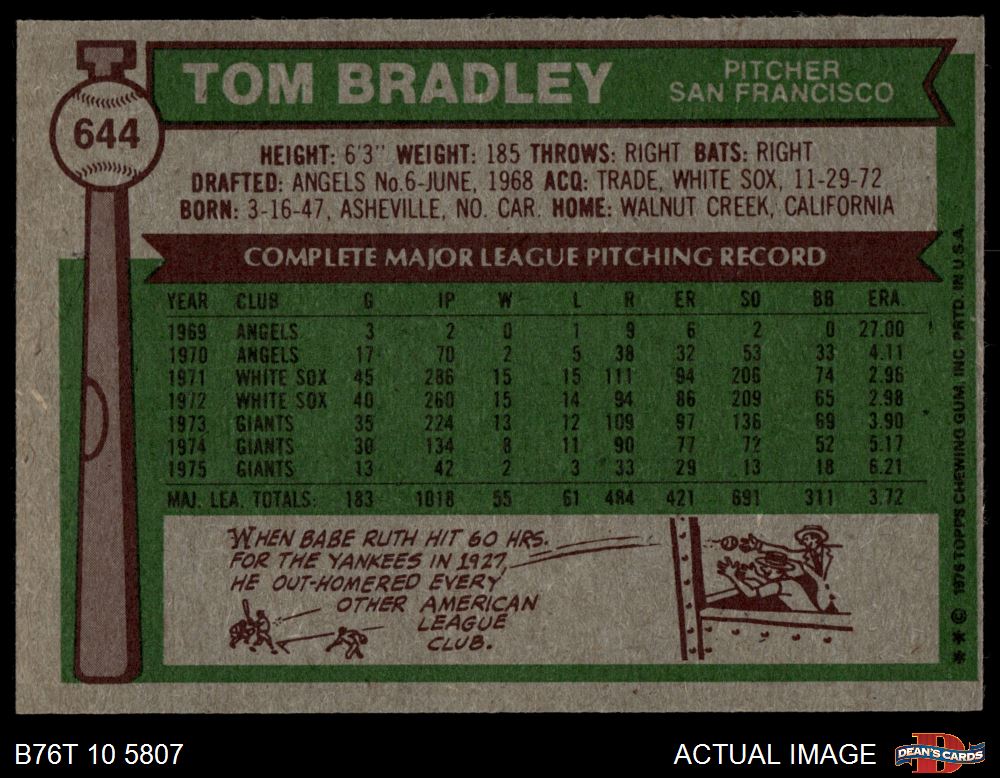 644
TOM BRADLEY
PITCHER
SAN FRANCISCO
HEIGHT: 6'3" WEIGHT: 185 THROWS: RIGHT BATS: RIGHT
DRAFTED: ANGELS No.6-JUNE, 1968 ACQ: TRADE, WHITE SOX, 11-29-72
BORN: 3-16-47, ASHEVILLE, NO. CAR. HOME: WALNUT CREEK, CALIFORNIA
COMPLETE MAJOR LEAGUE PITCHING RECORD
YEAR CLUB G IP W L R ER SO BB ERA
1969 ANGELS 3 2 0 1 9 6 2 0 27.00
1970 ANGELS 17 70 2 5 38 32 53 33 4.11
1971 WHITE SOX 45 286 15 15 111 94 206 74 2.96
1972 WHITE SOX 40 260 15 14 94 86 209 65 2.98
1973 GIANTS 35 224 13 12 109 97 136 69 3.90
1974 GIANTS 30 134 8 11 90 77 72 52 5.17
1975 GIANTS 13 42 2 3 33 29 13 18 6.21
MAJ. LEA. TOTALS: 183 1018 55 61 484 421 691 311 3.72
WHEN BABE RUTH HIT 60 HRS.
FOR THE YANKEES IN 1927,
HE OUT-HOMERED EVERY
OTHER AMERICAN
LEAGUE
CLUB.
* * © 1976 TOPPS CHEWING GUM, INC. PRTD. IN U.S.A.
B76T 10 5807
ACTUAL IMAGE
DEAN'S CARDS